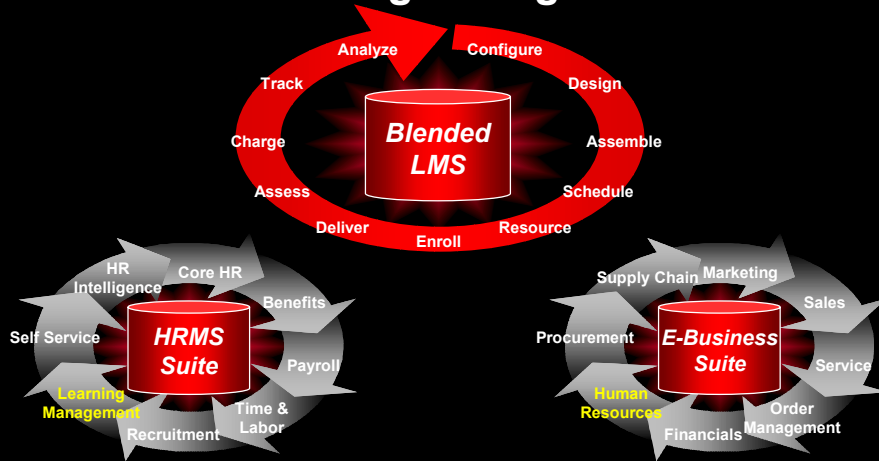 Analyze
Configure
Track
Design
Charge
Blended
LMS
Assemble
Assess
Schedule
Deliver
Enroll
Resource
HR
Intelligence
Core HR
Benefits
Self Service
HRMS
Suite
Payroll
Learning
Management
Time &
Labor
Recruitment
Supply Chain
Marketing
Sales
Procurement
E-Business
Suite
Service
Human
Resources
Order
Management
Financials